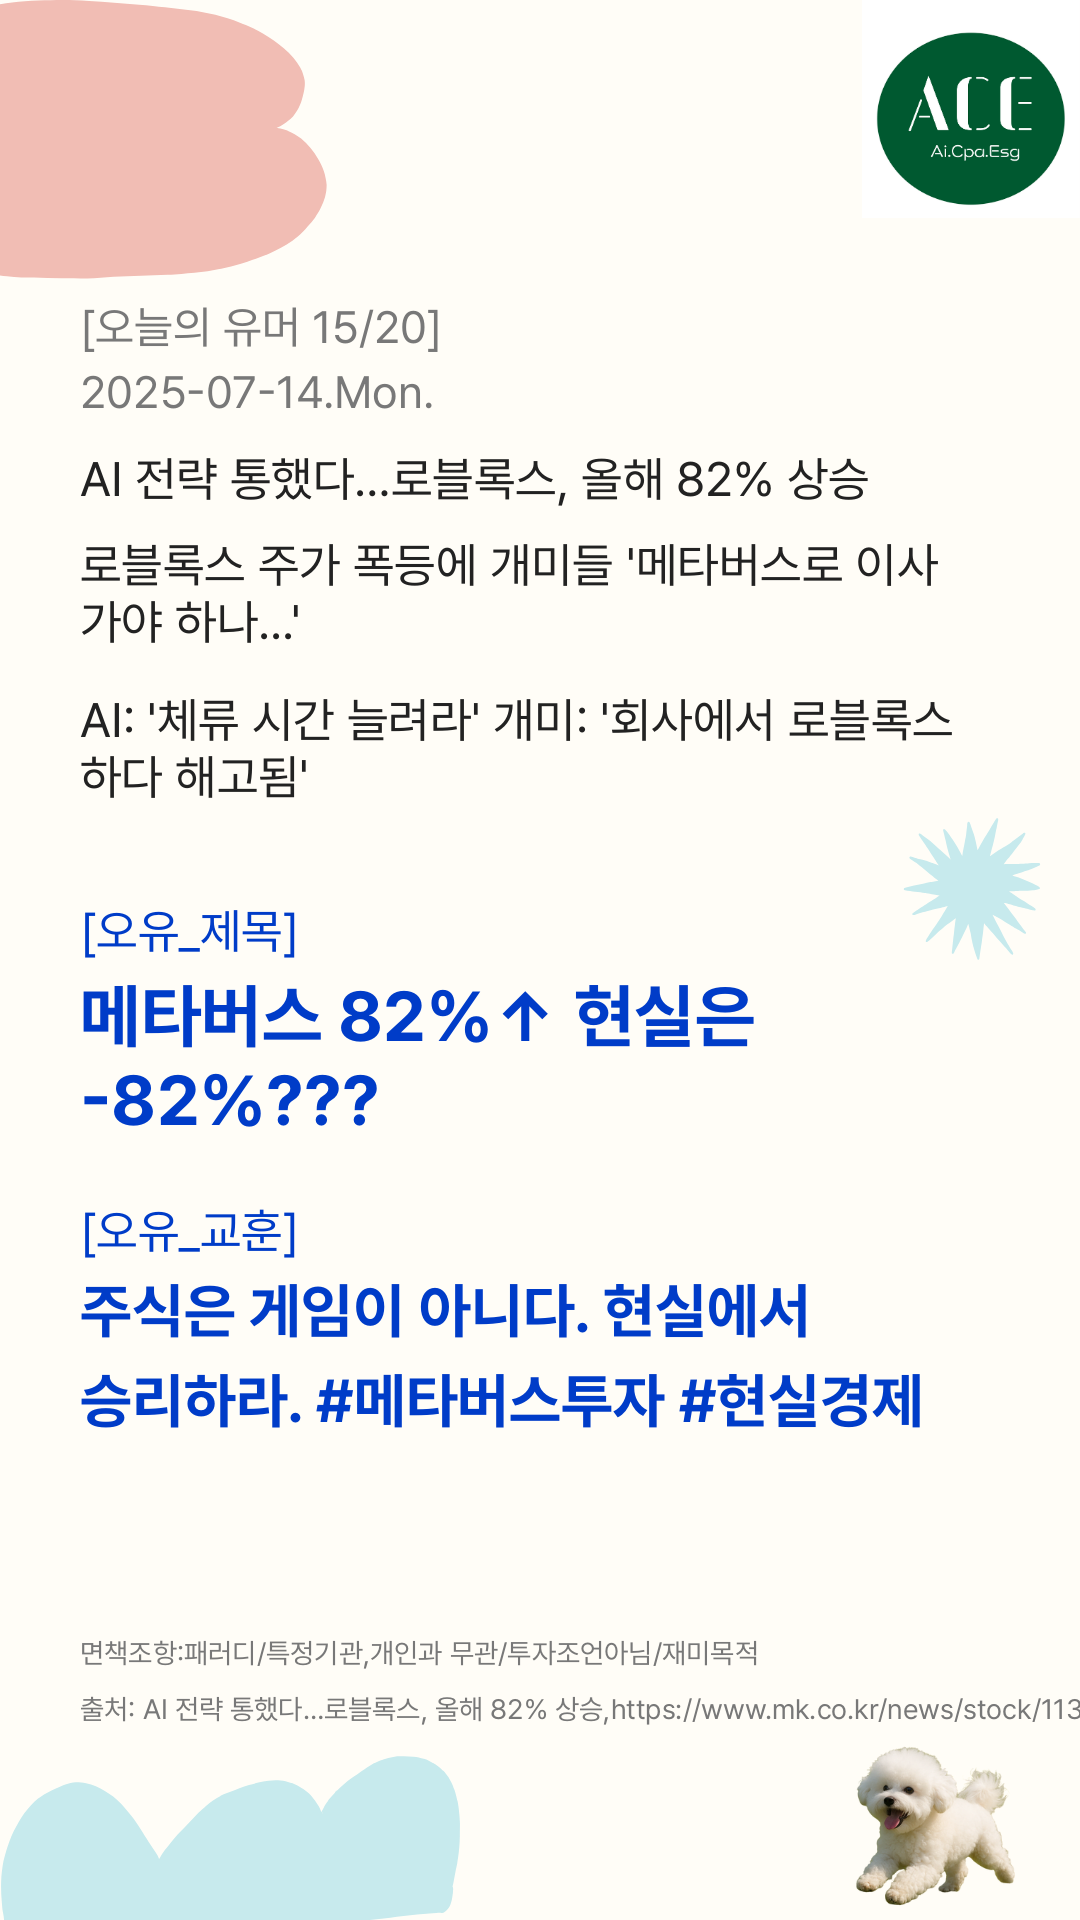 ACE
Ai.Cpa.Esg
[오늘의 유머 15/20]
2025-07-14.Mon.
AI 전략 통했다...로블록스, 올해 82% 상승
로블록스 주가 폭등에 개미들 '메타버스로 이사
가야 하나...'
AI: '체류 시간 늘려라' 개미: '회사에서 로블록스
하다 해고됨'
[오유_제목]
메타버스 82%↑ 현실은
-82%???
[오유_교훈]
주식은 게임이 아니다. 현실에서
승리하라. #메타버스투자 #현실경제
면책조항:패러디/특정기관,개인과 무관/투자조언아님/재미목적
출처: AI 전략 통했다...로블록스, 올해 82% 상승,https://www.mk.co.kr/news/stock/113